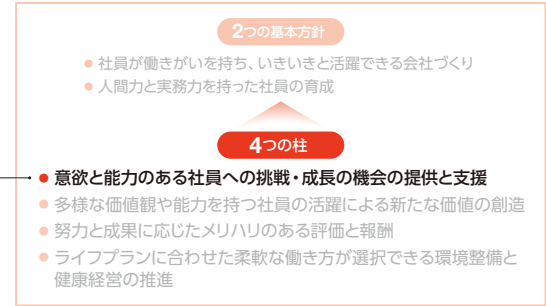 2つの基本方針
● 社員が働きがいを持ち、いきいきと活躍できる会社づくり
● 人間力と実務力を持った社員の育成
4つの柱
● 意欲と能力のある社員への挑戦・成長の機会の提供と支援
● 多様な価値観や能力を持つ社員の活躍による新たな価値の創造
● 努力と成果に応じたメリハリのある評価と報酬
● ライフプランに合わせた柔軟な働き方が選択できる環境整備と
健康経営の推進